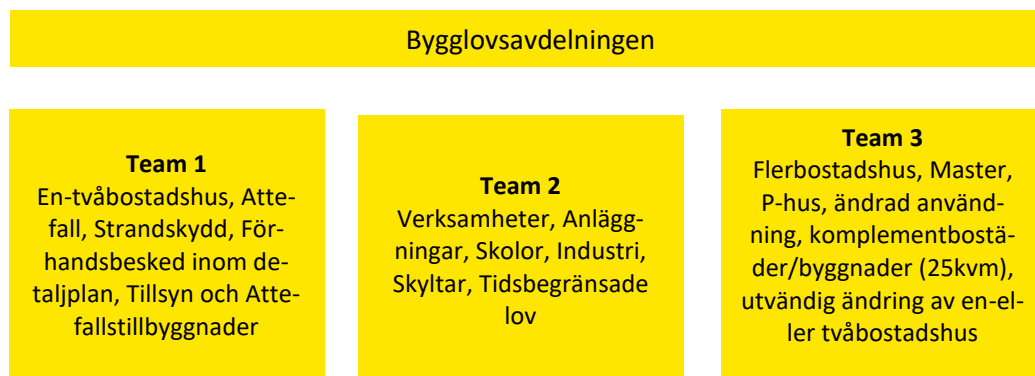 Bygglovsavdelningen
Team 1
En-tvåbostadshus, Atte-
fall, Strandskydd, För-
handsbesked inom de-
taljplan, Tillsyn och Atte-
fallstillbyggnader
Team 2
Verksamheter, Anlägg-
ningar, Skolor, Industri,
Skyltar, Tidsbegränsade
lov
Team 3
Flerbostadshus, Master,
P-hus, ändrad använd-
ning, komplementbostä-
der/byggnader (25kvm),
utvändig ändring av en-el-
ler tvåbostadshus